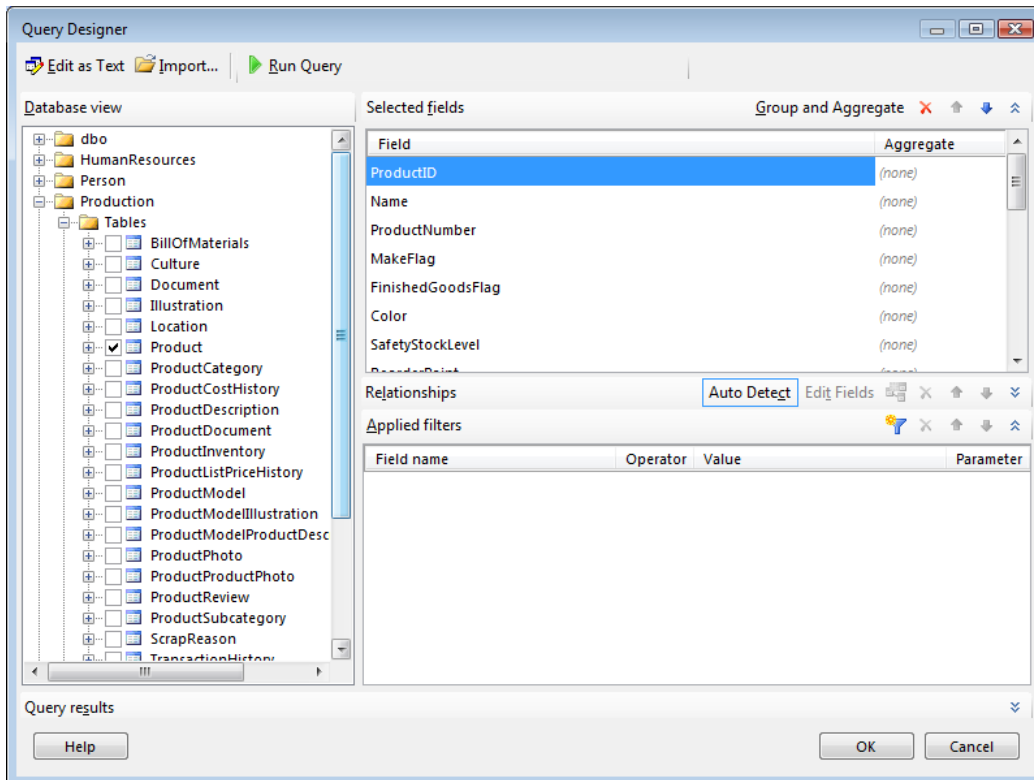 Query Designer
Edit as Text Import... Run Query
Database view
dbo
HumanResources
Person
Production
Tables
BillOfMaterials
Culture
Document
Illustration
Location
Product
ProductCategory
ProductCostHistory
ProductDescription
ProductDocument
ProductInventory
ProductListPriceHistory
ProductModel
ProductModelIllustration
ProductModelProductDesc
ProductPhoto
ProductProductPhoto
ProductReview
ProductSubcategory
ScrapReason
TransactionHistory
Selected fields Group and Aggregate
Field Aggregate
ProductID (none)
Name (none)
ProductNumber (none)
MakeFlag (none)
FinishedGoodsFlag (none)
Color (none)
SafetyStockLevel (none)
ReorderPoint (none)
Relationships Auto Detect Edit Fields
Applied filters
Field name Operator Value Parameter
Query results
Help OK Cancel